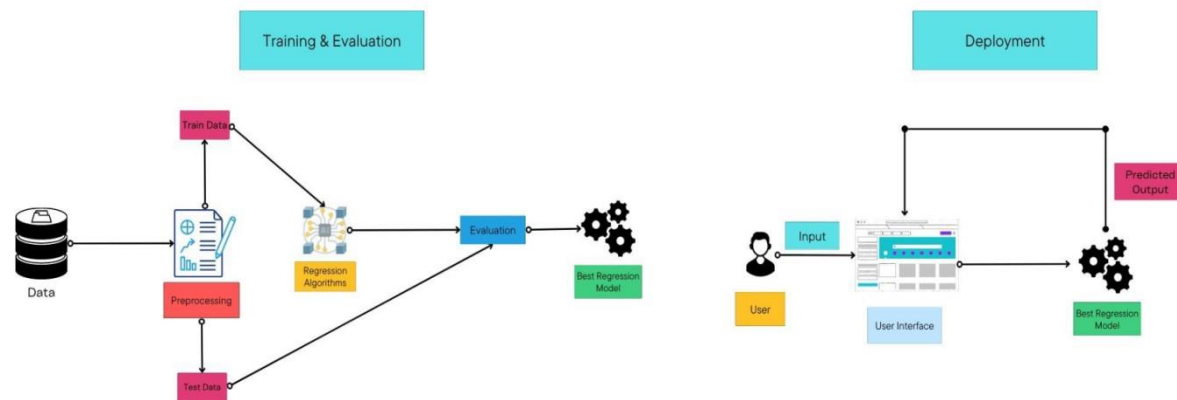 Training & Evaluation
Train Data
Data
Preprocessing
Test Data
Regression
Algorithms
Evaluation
Best Regression
Model
Deployment
Predicted
Output
Input
User
User Interface
Best Regression
Model